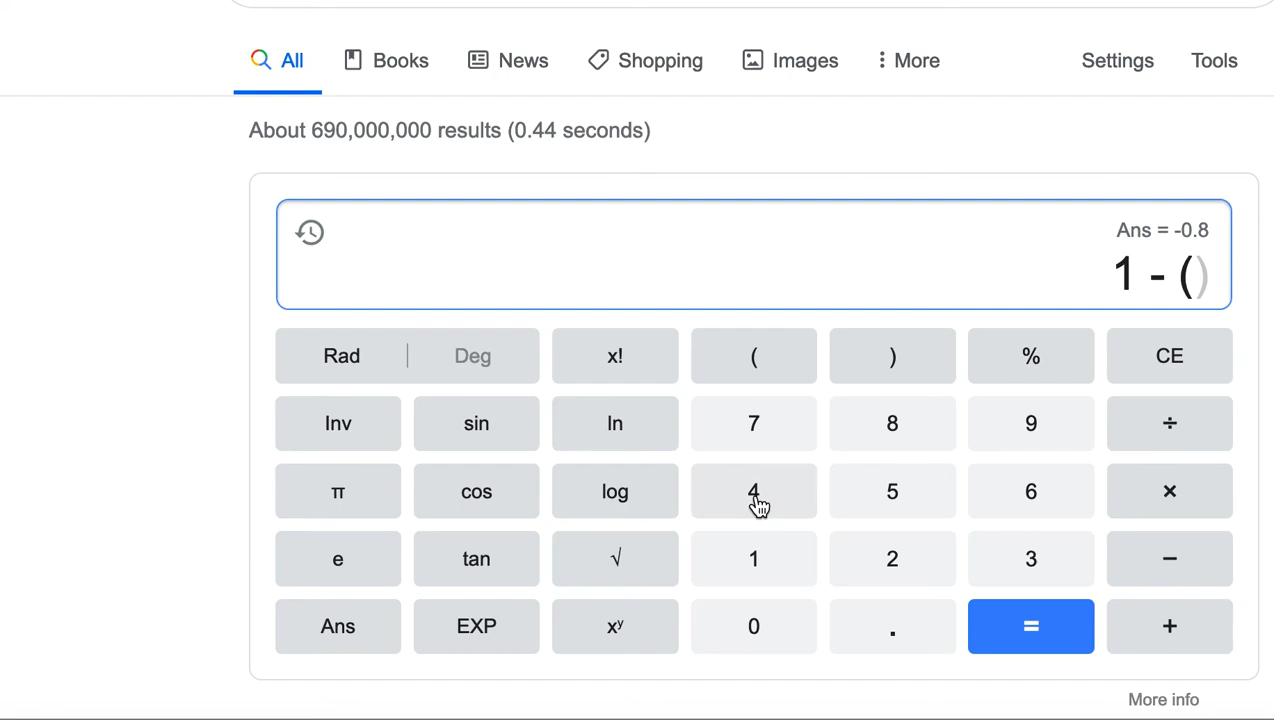 All Books News Shopping Images More Settings Tools
About 690,000,000 results (0.44 seconds)
Ans = -0.8
1 - ()
Rad | Deg x! ( ) % CE
Inv sin ln 7 8 9 ÷
π cos log 4 5 6 ×
e tan √ 1 2 3 −
Ans EXP xʸ 0 . = +
More info